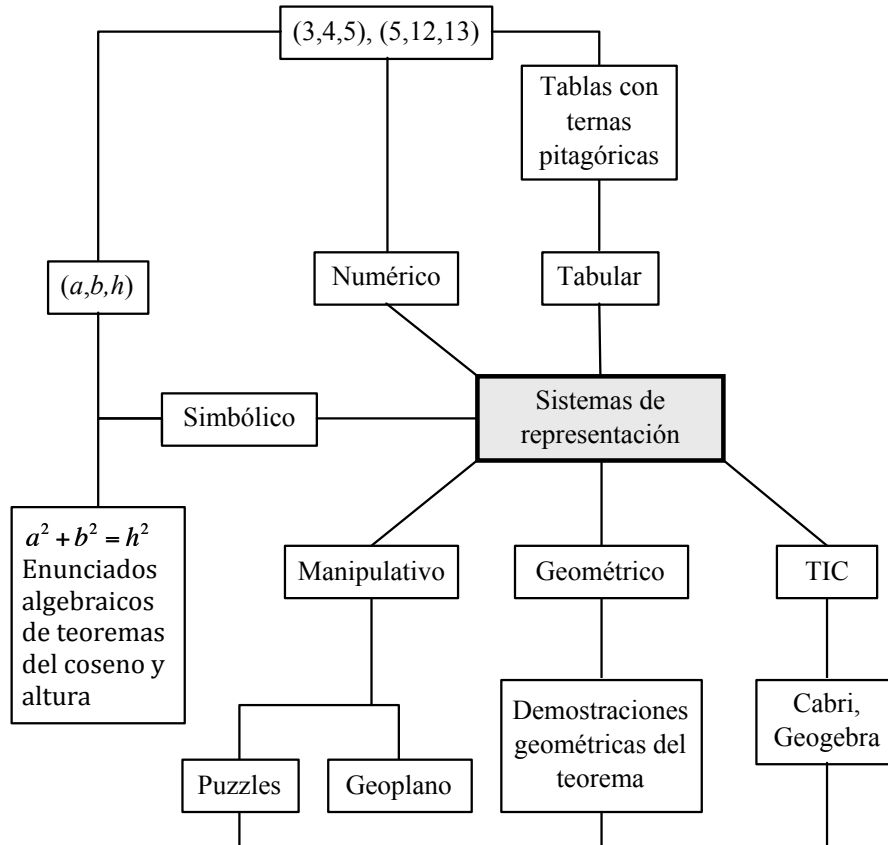 (3,4,5), (5,12,13)
Tablas con
ternas
pitagóricas
(a,b,h)
Numérico
Tabular
Simbólico
Sistemas de
representación
a² + b² = h²
Enunciados
algebraicos
de teoremas
del coseno y
altura
Manipulativo
Geométrico
TIC
Puzzles
Geoplano
Demostraciones
geométricas del
teorema
Cabri,
Geogebra